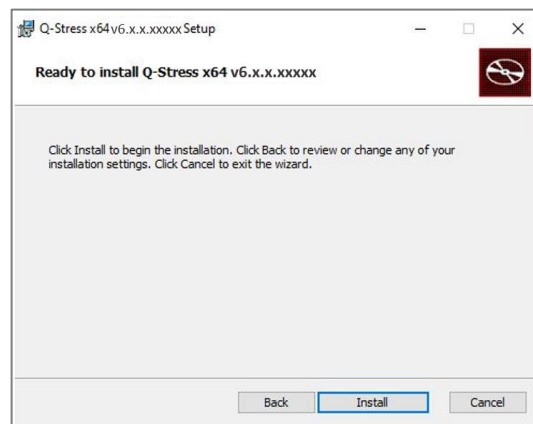 Q-Stress x64 v6.x.x.xxxxx Setup
Ready to install Q-Stress x64 v6.x.x.xxxxx
Click Install to begin the installation. Click Back to review or change any of your
installation settings. Click Cancel to exit the wizard.
Back Install Cancel